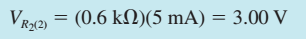 V_{R_2(2)} = (0.6 kΩ)(5 mA) = 3.00 V